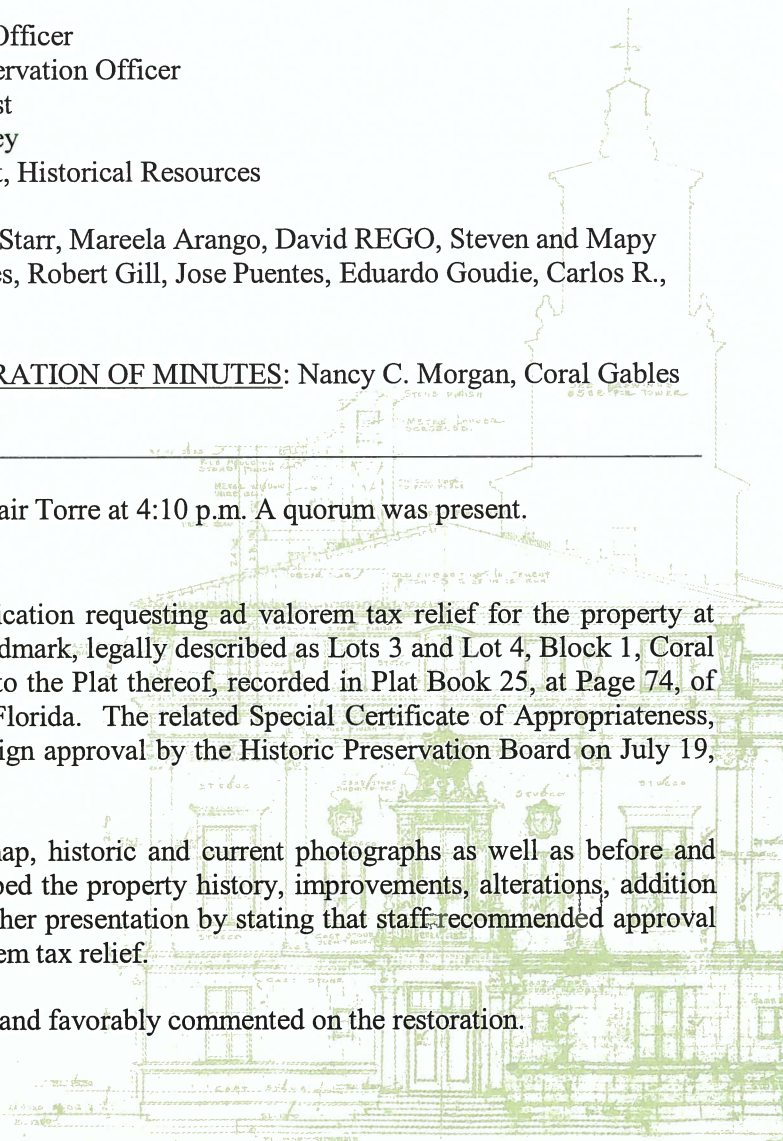 Officer
ervation Officer
st
ey
t, Historical Resources
Starr, Mareela Arango, David REGO, Steven and Mapy
es, Robert Gill, Jose Puentes, Eduardo Goudie, Carlos R.,
RATION OF MINUTES: Nancy C. Morgan, Coral Gables
air Torre at 4:10 p.m. A quorum was present.
ication requesting ad valorem tax relief for the property at
dmark, legally described as Lots 3 and Lot 4, Block 1, Coral
to the Plat thereof, recorded in Plat Book 25, at Page 74, of
Florida. The related Special Certificate of Appropriateness,
ign approval by the Historic Preservation Board on July 19,
STUCCO
STUCCO
STUCCO
nap, historic and current photographs as well as before and
bed the property history, improvements, alterations, addition
her presentation by stating that staff recommended approval
em tax relief.
and favorably commented on the restoration.